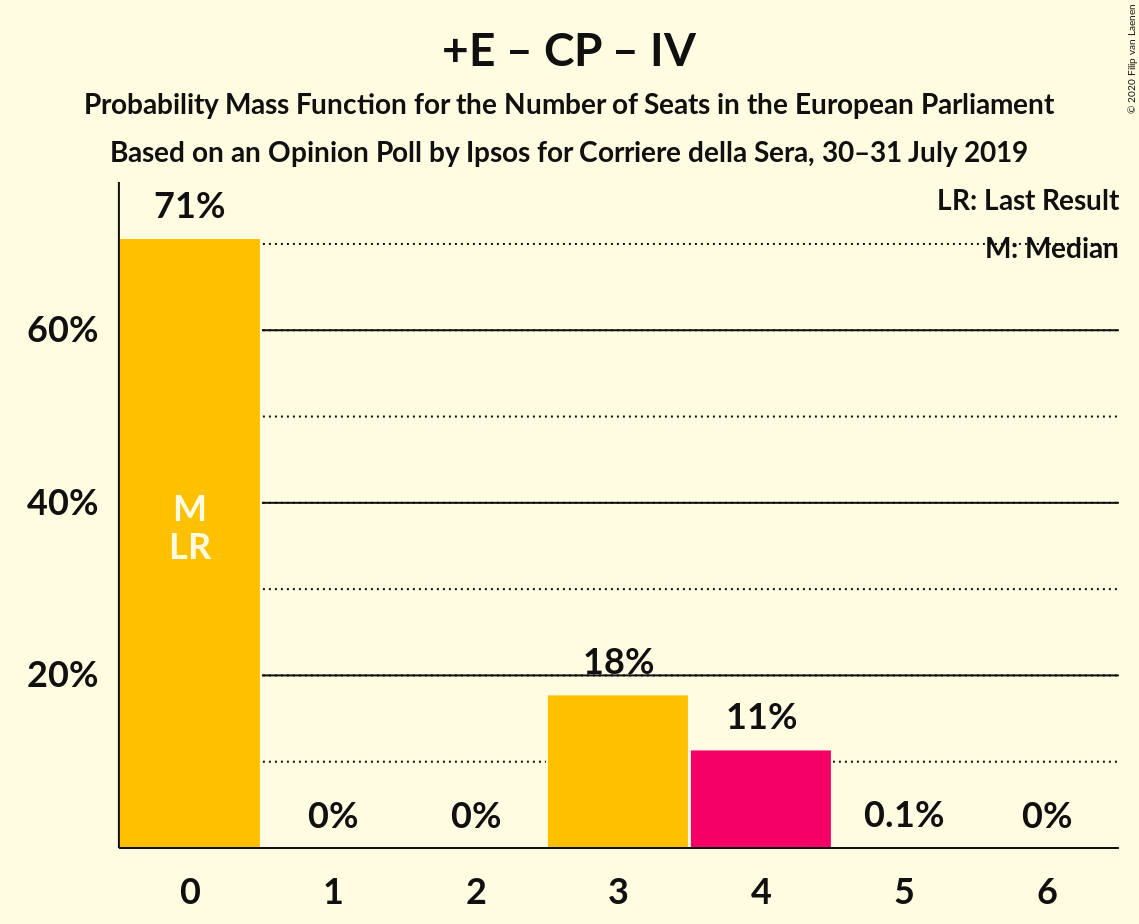 +E – CP – IV
Probability Mass Function for the Number of Seats in the European Parliament
Based on an Opinion Poll by Ipsos for Corriere della Sera, 30–31 July 2019
© 2020 Filip van Laenen
LR: Last Result
M: Median
71%
60%
40%
20%
M
LR
0%
0%
18%
11%
0.1%
0%
0
1
2
3
4
5
6